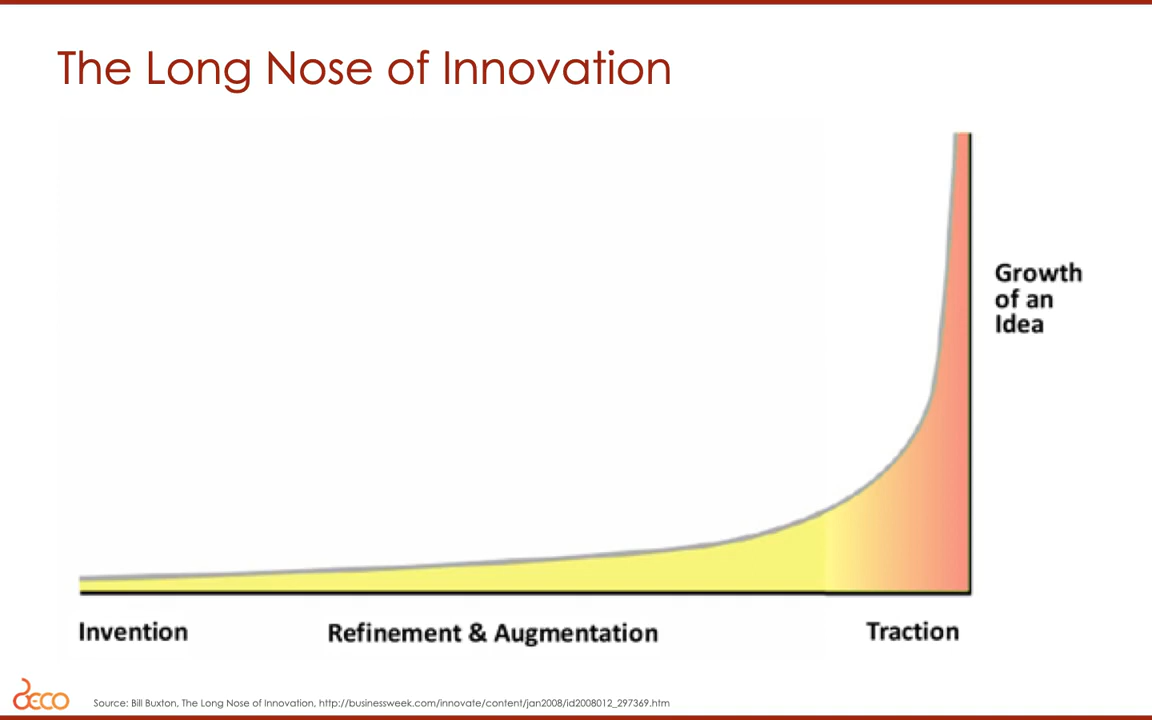 The Long Nose of Innovation
Growth
of an
Idea
Invention
Refinement & Augmentation
Traction
DECO
Source: Bill Buxton, The Long Nose of Innovation, http://businessweek.com/innovate/content/jan2008/id2008012_297369.htm